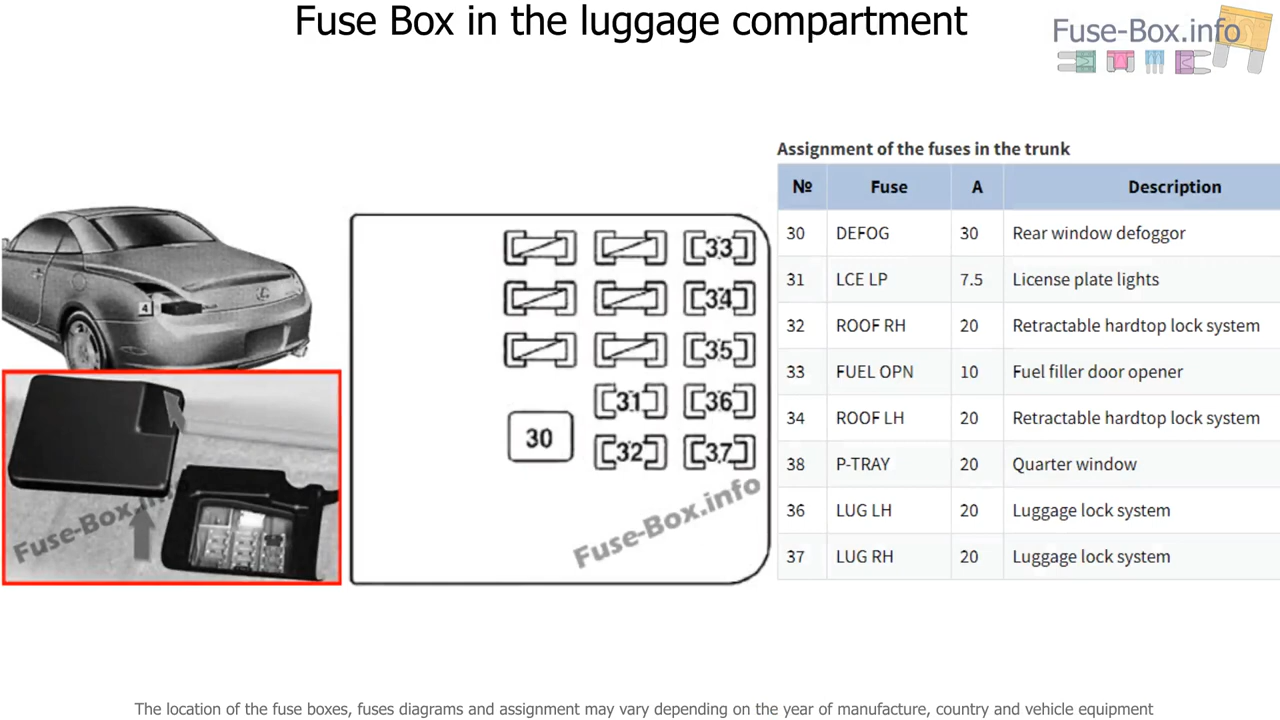 Fuse Box in the luggage compartment
Fuse-Box.info
Assignment of the fuses in the trunk
№ Fuse A Description
30 DEFOG 30 Rear window defoggor
31 LCE LP 7.5 License plate lights
32 ROOF RH 20 Retractable hardtop lock system
33 FUEL OPN 10 Fuel filler door opener
34 ROOF LH 20 Retractable hardtop lock system
38 P-TRAY 20 Quarter window
36 LUG LH 20 Luggage lock system
37 LUG RH 20 Luggage lock system
4
33
34
35
31 36
30
32 37
Fuse-Box.info
Fuse-Box.in
The location of the fuse boxes, fuses diagrams and assignment may vary depending on the year of manufacture, country and vehicle equipment